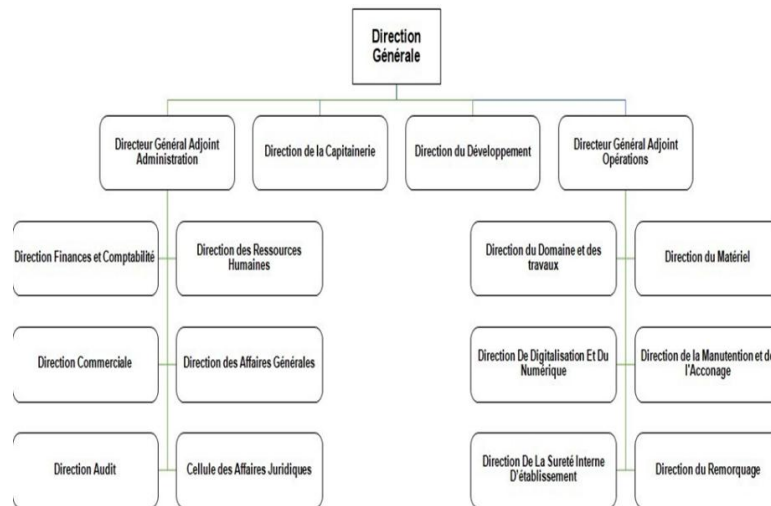 Direction
Générale
Directeur Général Adjoint
Administration
Direction de la Capitainerie
Direction du Développement
Directeur Général Adjoint
Opérations
Direction Finances et Comptabilité
Direction des Ressources
Humaines
Direction du Domaine et des
travaux
Direction du Matériel
Direction Commerciale
Direction des Affaires Générales
Direction De Digitalisation Et Du
Numérique
Direction de la Manutention et de
l'Acconage
Direction Audit
Cellule des Affaires Juridiques
Direction De La Sureté Interne
D'établissement
Direction du Remorquage